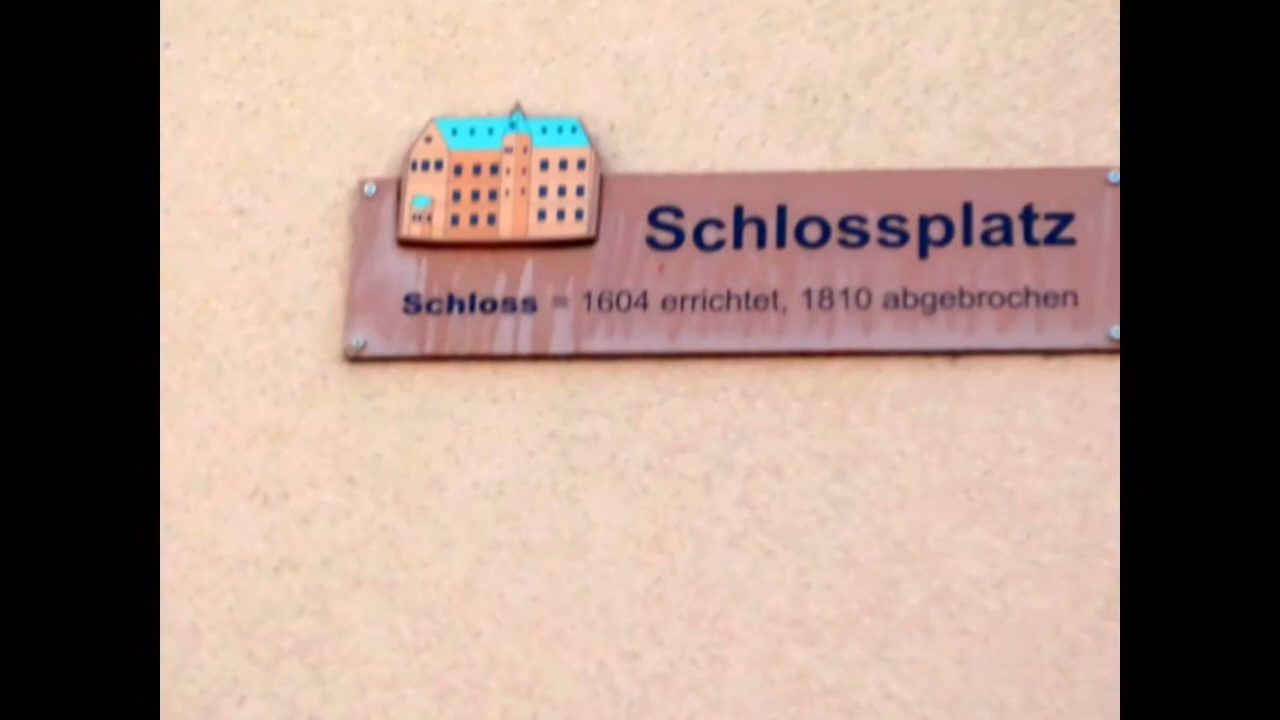 Schlossplatz
Schloss = 1604 errichtet, 1810 abgebrochen